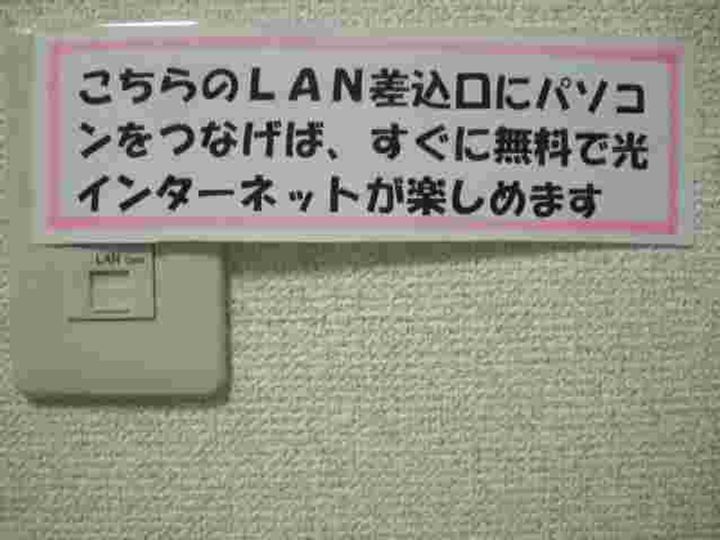 こちらのＬＡＮ差込口にパソコ
ンをつなげば、すぐに無料で光
インターネットが楽しめます
LAN